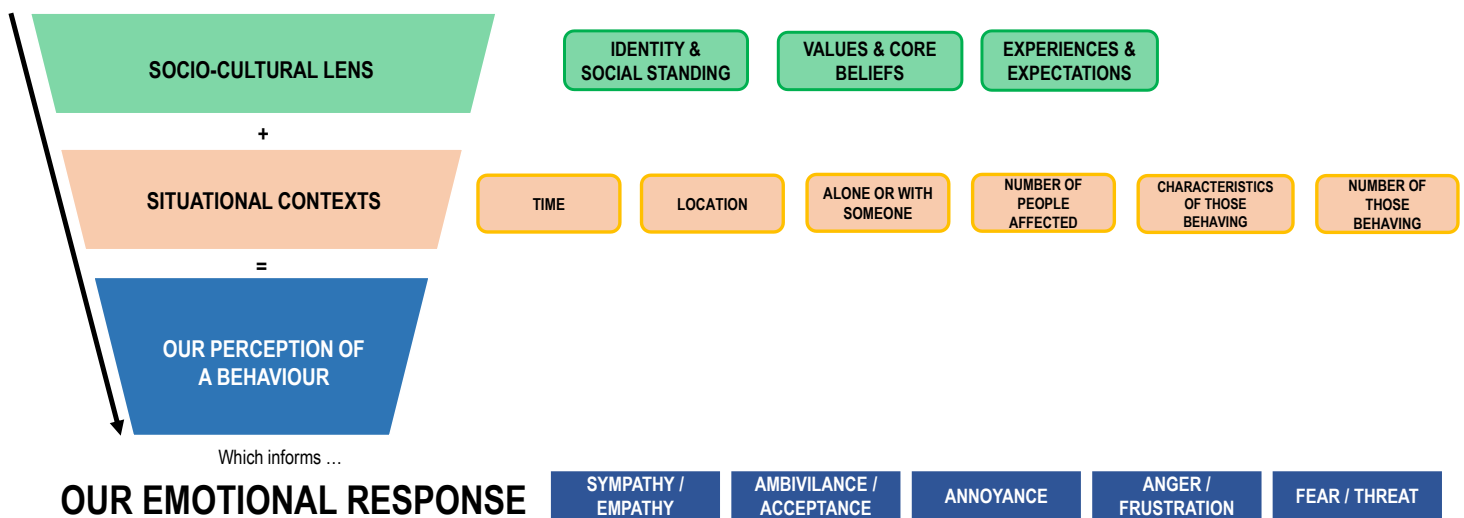 SOCIO-CULTURAL LENS
IDENTITY &
SOCIAL STANDING
VALUES & CORE
BELIEFS
EXPERIENCES &
EXPECTATIONS
+
SITUATIONAL CONTEXTS
TIME
LOCATION
ALONE OR WITH
SOMEONE
NUMBER OF
PEOPLE
AFFECTED
CHARACTERISTICS
OF THOSE
BEHAVING
NUMBER OF
THOSE
BEHAVING
=
OUR PERCEPTION OF
A BEHAVIOUR
Which informs …
OUR EMOTIONAL RESPONSE
SYMPATHY /
EMPATHY
AMBIVILANCE /
ACCEPTANCE
ANNOYANCE
ANGER /
FRUSTRATION
FEAR / THREAT